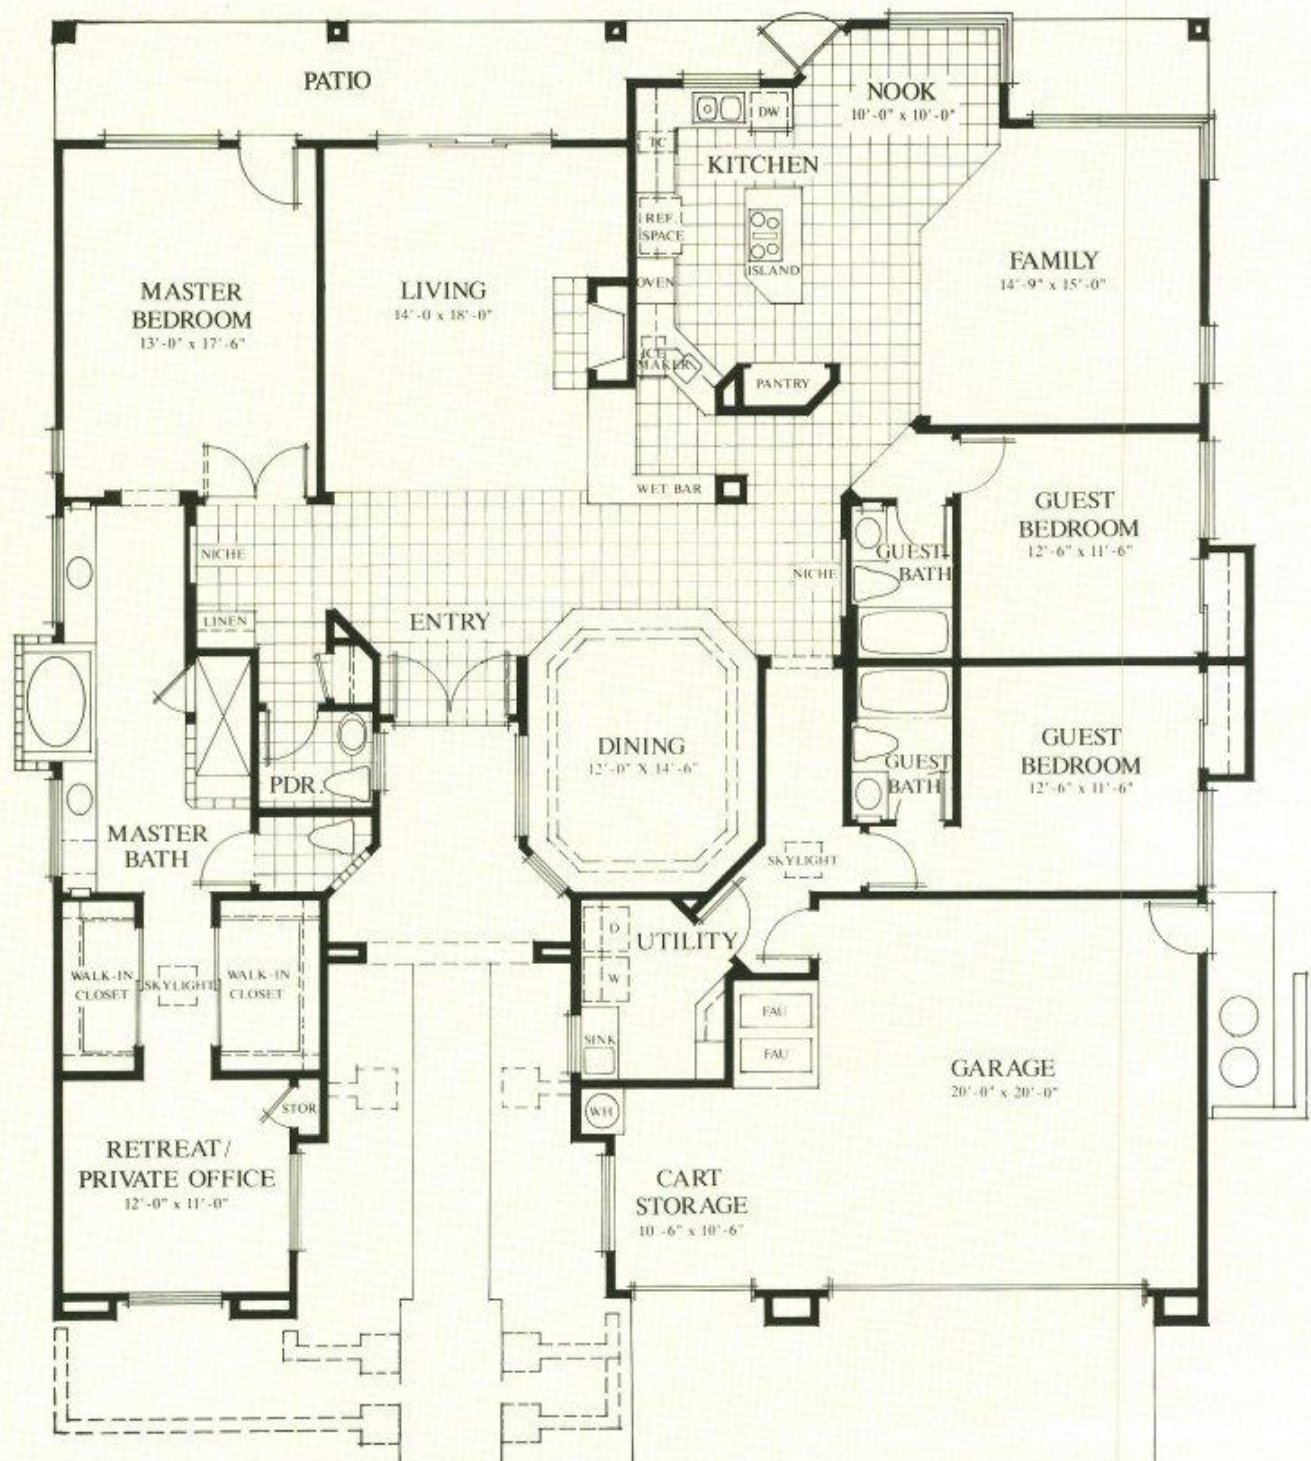 PATIO
NOOK
10'-0" x 10'-0"
DW
TC
KITCHEN
REF.
SPACE
ISLAND
OVEN
ICE
MAKER
PANTRY
FAMILY
14'-9" x 15'-0"
MASTER
BEDROOM
13'-0" x 17'-6"
LIVING
14'-0 x 18'-0"
WET BAR
GUEST
BEDROOM
12'-6" x 11'-6"
NICHE
NICHE
GUEST
BATH
LINEN
ENTRY
DINING
12'-0" X 14'-6"
GUEST
BEDROOM
12'-6" x 11'-6"
GUEST
BATH
PDR.
MASTER
BATH
SKYLIGHT
D
UTILITY
W
WALK-IN
CLOSET
SKYLIGHT
WALK-IN
CLOSET
SINK
FAU
FAU
GARAGE
20'-0" x 20'-0"
STOR
WH
RETREAT/
PRIVATE OFFICE
12'-0" x 11'-0"
CART
STORAGE
10'-6" x 10'-6"